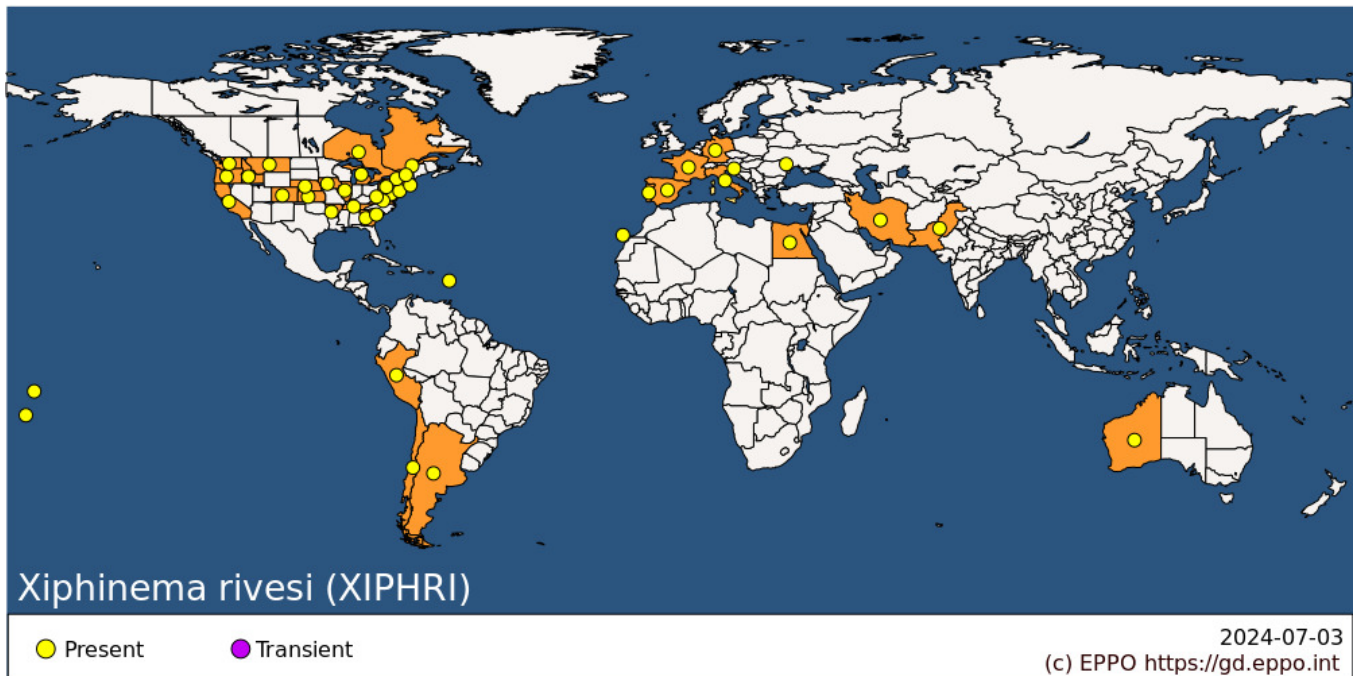 Xiphinema rivesi (XIPHRI)
Present
Transient
2024-07-03
(c) EPPO https://gd.eppo.int